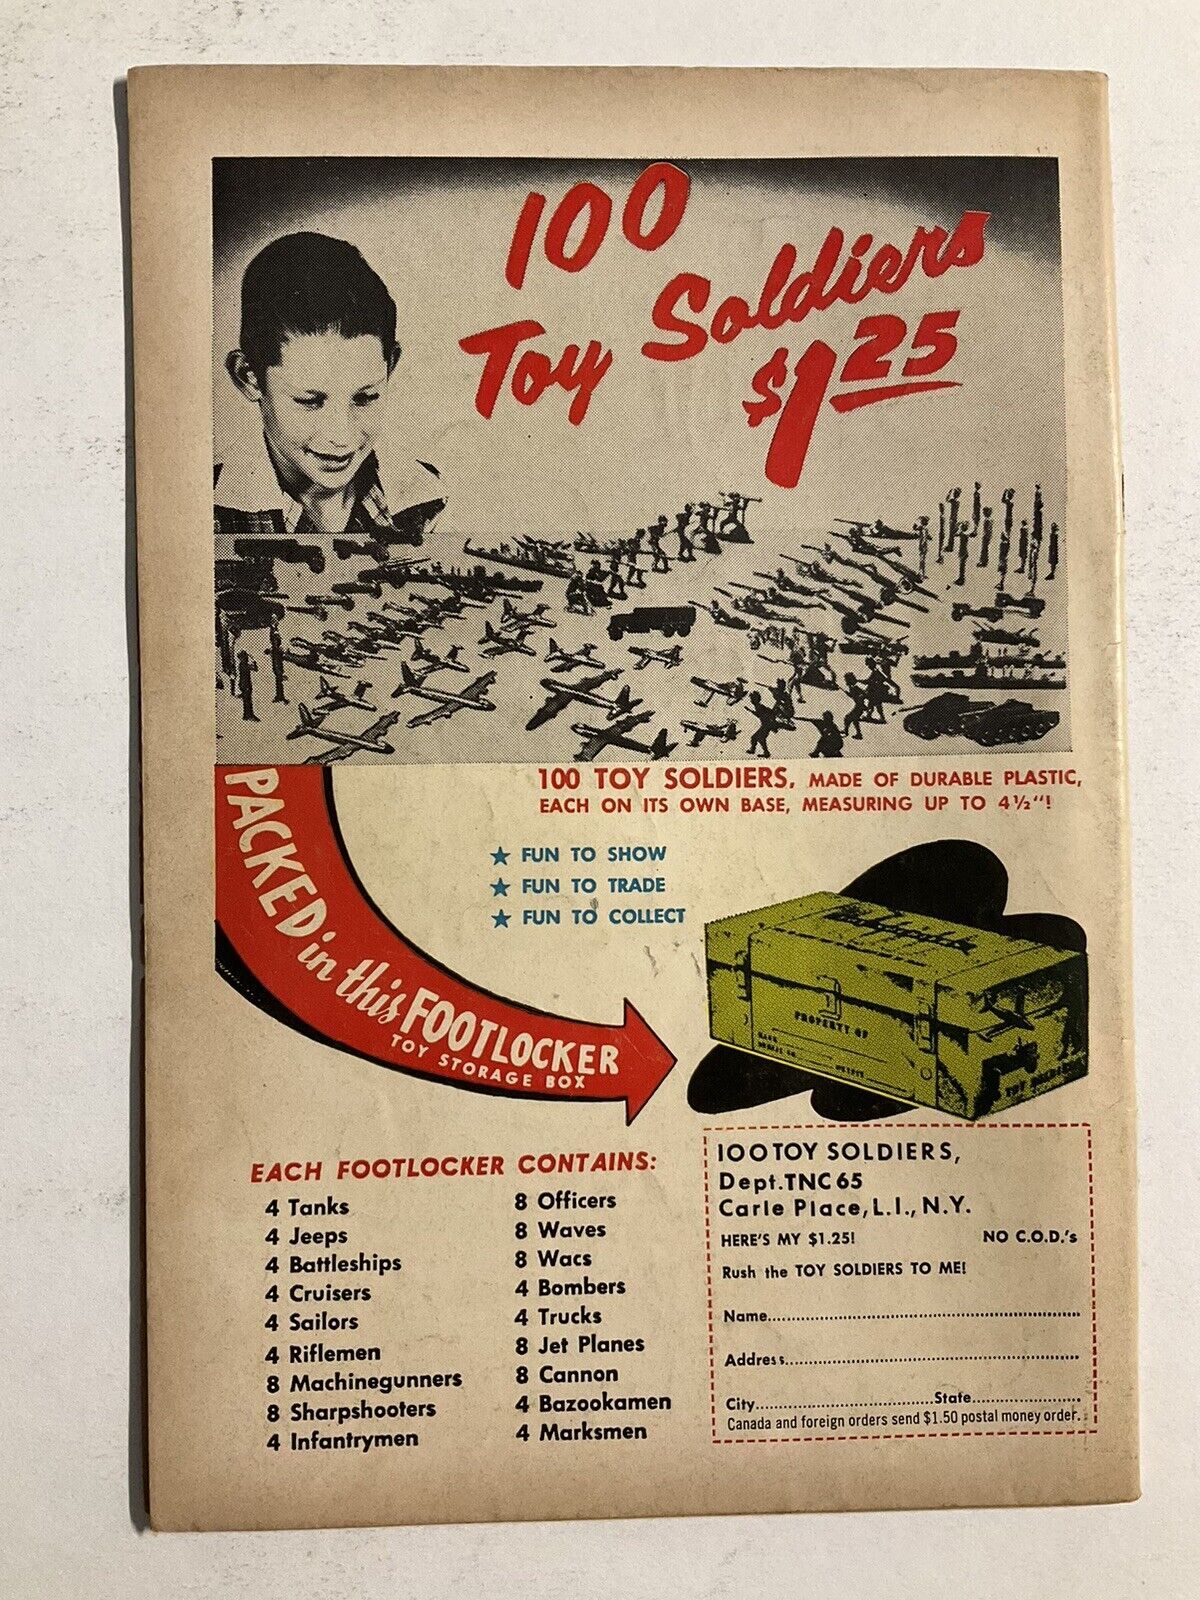 100
Toy Soldiers
$1.25
100 TOY SOLDIERS, MADE OF DURABLE PLASTIC,
EACH ON ITS OWN BASE, MEASURING UP TO 4½"!
PACKED in this FOOTLOCKER
TOY STORAGE BOX
★ FUN TO SHOW
★ FUN TO TRADE
★ FUN TO COLLECT
PROPERTY OF
TOY SOLDIERS
EACH FOOTLOCKER CONTAINS:
4 Tanks
4 Jeeps
4 Battleships
4 Cruisers
4 Sailors
4 Riflemen
8 Machinegunners
8 Sharpshooters
4 Infantrymen
8 Officers
8 Waves
8 Wacs
4 Bombers
4 Trucks
8 Jet Planes
8 Cannon
4 Bazookamen
4 Marksmen
100 TOY SOLDIERS,
Dept. TNC 65
Carle Place, L.I., N.Y.
HERE'S MY $1.25! NO C.O.D.'s
Rush the TOY SOLDIERS TO ME!
Name
Address
City State
Canada and foreign orders send $1.50 postal money order.